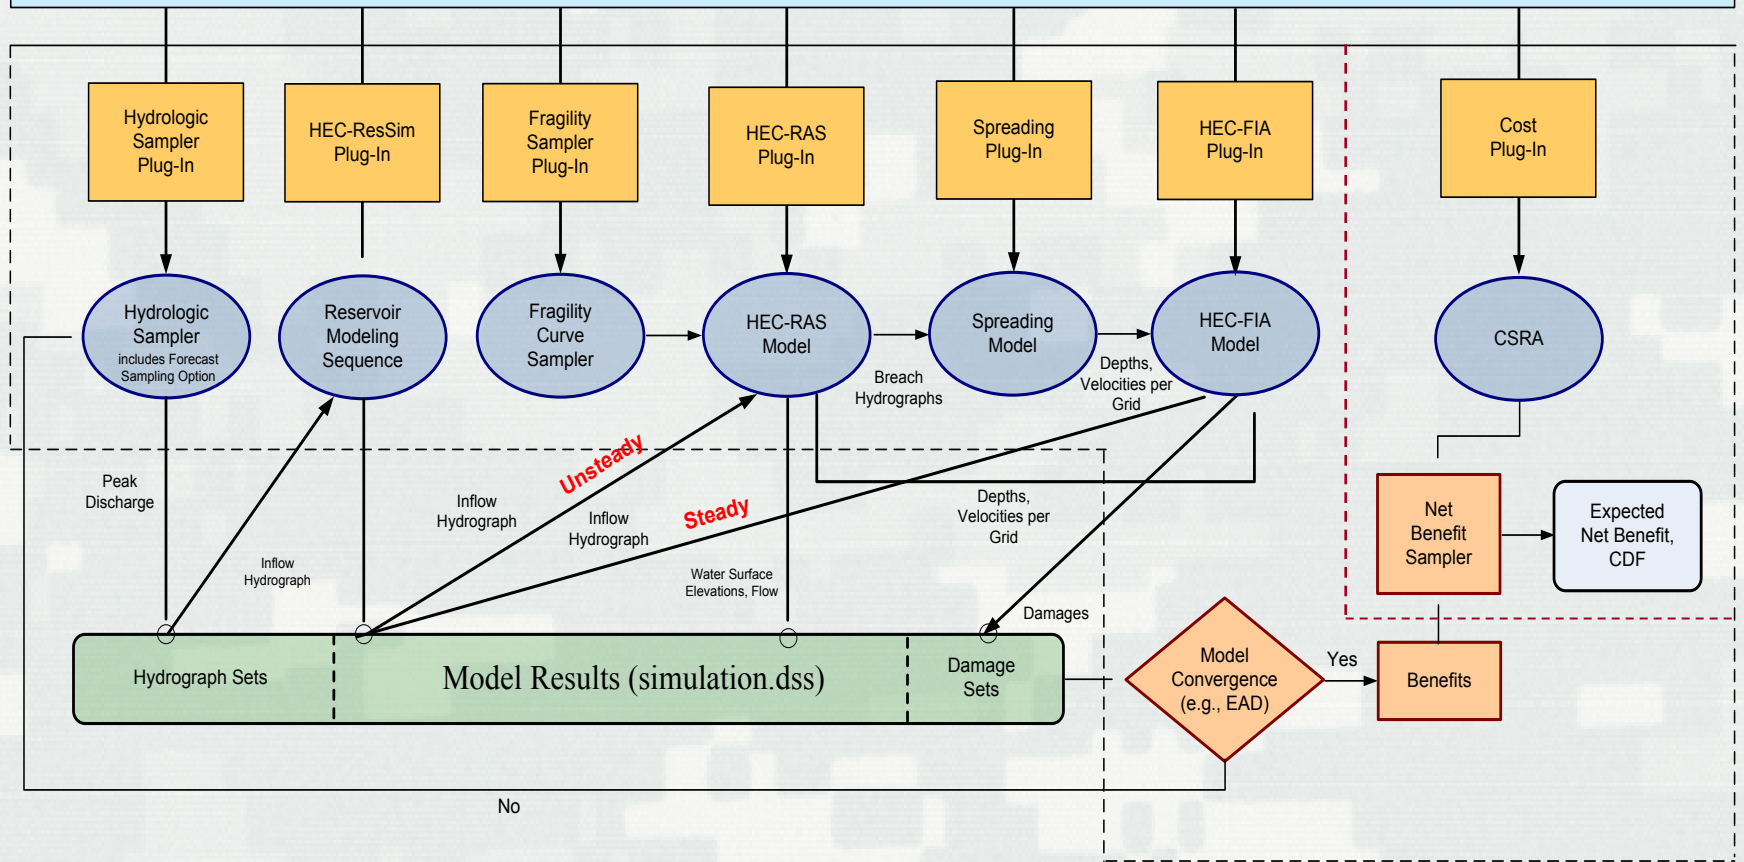 Hydrologic
Sampler
Plug-In
HEC-ResSim
Plug-In
Fragility
Sampler
Plug-In
HEC-RAS
Plug-In
Spreading
Plug-In
HEC-FIA
Plug-In
Cost
Plug-In
Hydrologic
Sampler
includes Forecast
Sampling Option
Reservoir
Modeling
Sequence
Fragility
Curve
Sampler
HEC-RAS
Model
Spreading
Model
HEC-FIA
Model
CSRA
Breach
Hydrographs
Depths,
Velocities per
Grid
Peak
Discharge
Inflow
Hydrograph
Inflow
Hydrograph
Unsteady
Inflow
Hydrograph
Steady
Water Surface
Elevations, Flow
Depths,
Velocities per
Grid
Damages
Net
Benefit
Sampler
Expected
Net Benefit,
CDF
Hydrograph Sets
Model Results (simulation.dss)
Damage
Sets
Model
Convergence
(e.g., EAD)
Yes
Benefits
No